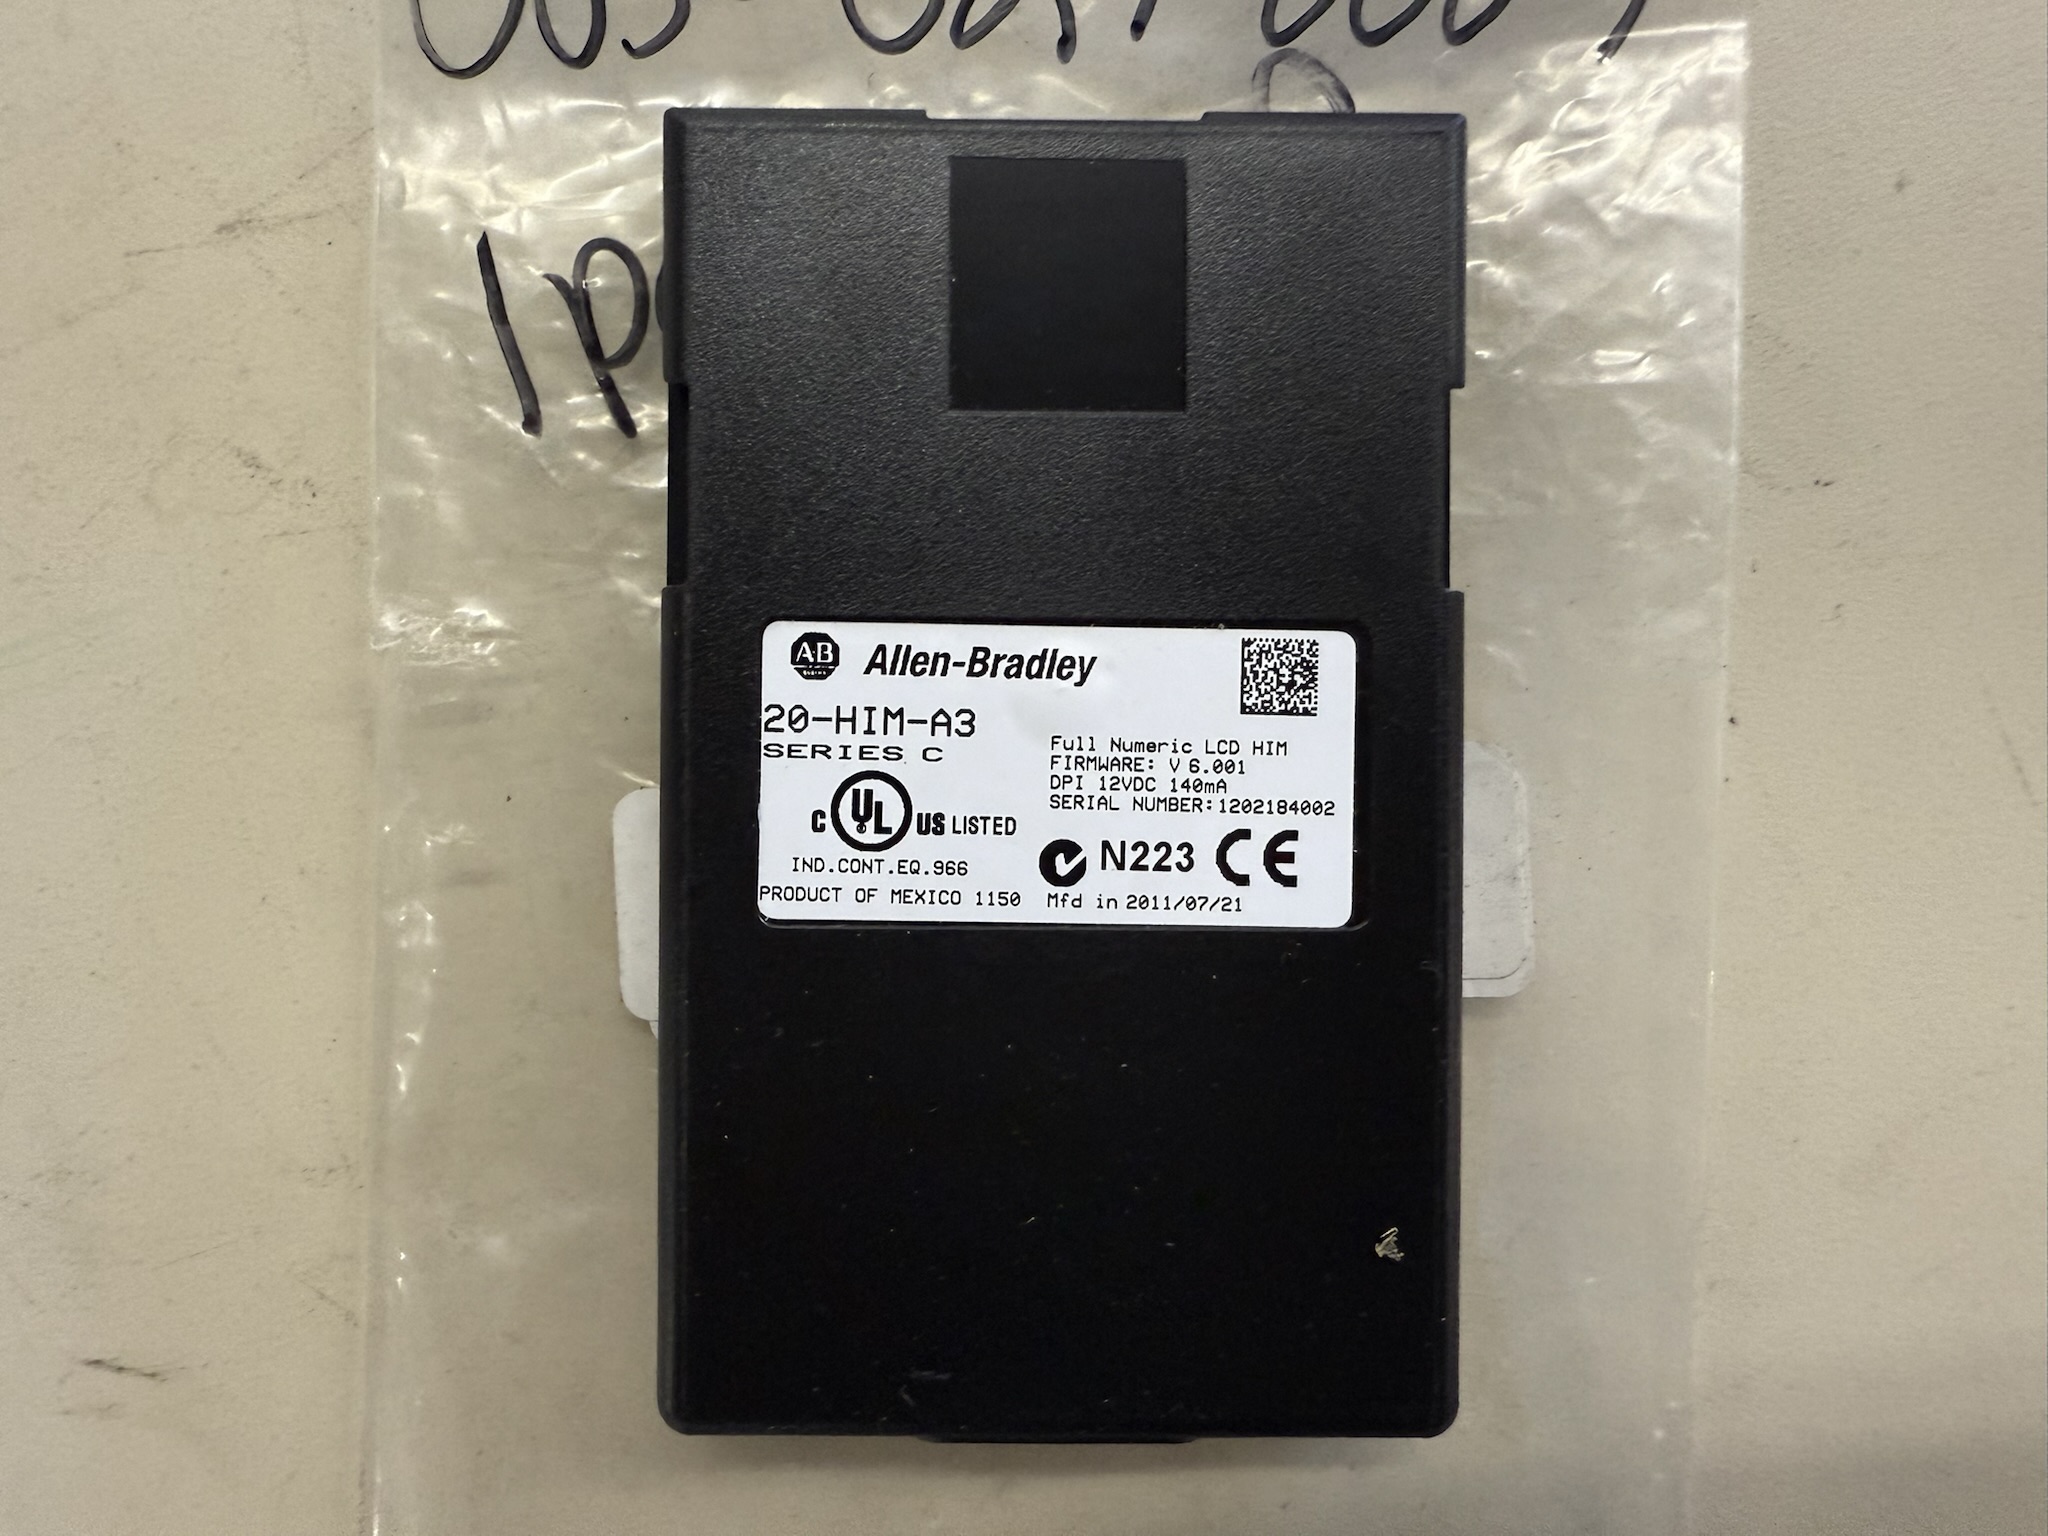 1p
A-B
Allen-Bradley
20-HIM-A3
SERIES C
Full Numeric LCD HIM
FIRMWARE: V 6.001
DPI 12VDC 140mA
SERIAL NUMBER:1202184002
C UL US LISTED
IND.CONT.EQ.966
N223 CE
PRODUCT OF MEXICO 1150
Mfd in 2011/07/21